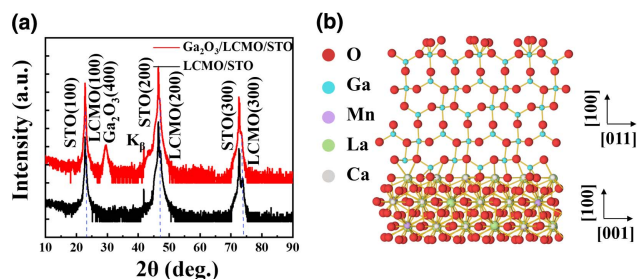 (a)
Intensity (a.u.)
Ga₂O₃/LCMO/STO
LCMO/STO
STO(100)
LCMO(100)
Ga₂O₃(400)
Kβ
STO(200)
LCMO(200)
STO(300)
LCMO(300)
10 20 30 40 50 60 70 80 90
2θ (deg.)
(b)
O
Ga
Mn
La
Ca
[100]
[011]
[100]
[001]